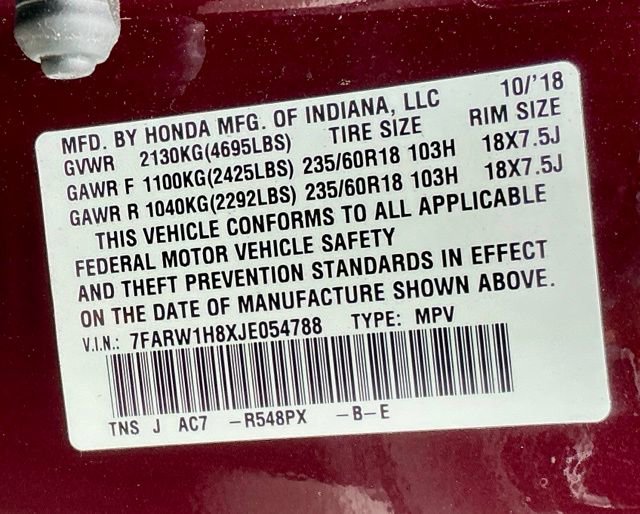 MFD. BY HONDA MFG. OF INDIANA, LLC 10/'18
GVWR 2130KG(4695LBS) TIRE SIZE RIM SIZE
GAWR F 1100KG(2425LBS) 235/60R18 103H 18X7.5J
GAWR R 1040KG(2292LBS) 235/60R18 103H 18X7.5J
THIS VEHICLE CONFORMS TO ALL APPLICABLE
FEDERAL MOTOR VEHICLE SAFETY
AND THEFT PREVENTION STANDARDS IN EFFECT
ON THE DATE OF MANUFACTURE SHOWN ABOVE.
V.I.N.: 7FARW1H8XJE054788 TYPE: MPV
TNS J AC7 -R548PX -B-E